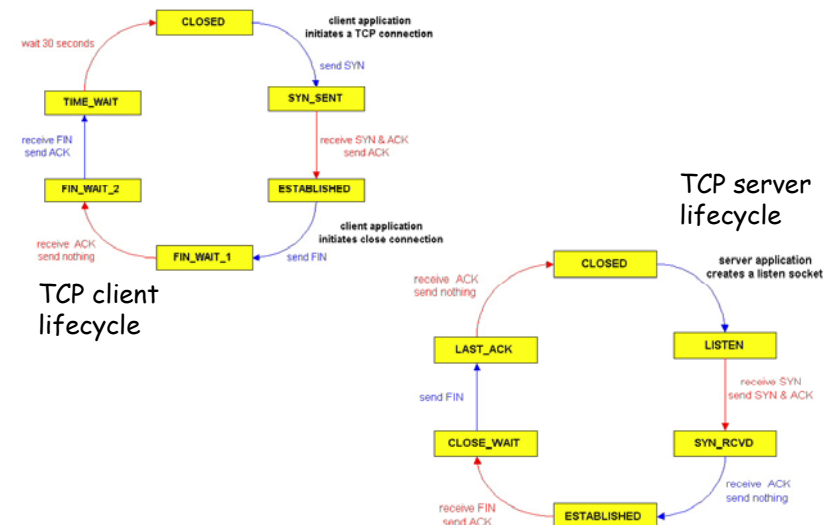 CLOSED
client application
initiates a TCP connection
wait 30 seconds
send SYN
TIME_WAIT
SYN_SENT
receive FIN
send ACK
receive SYN & ACK
send ACK
FIN_WAIT_2
ESTABLISHED
client application
initiates close connection
receive ACK
send nothing
FIN_WAIT_1
send FIN
TCP client
lifecycle
TCP server
lifecycle
CLOSED
server application
creates a listen socket
receive ACK
send nothing
LAST_ACK
LISTEN
send FIN
receive SYN
send SYN & ACK
CLOSE_WAIT
SYN_RCVD
receive ACK
send nothing
receive FIN
send ACK
ESTABLISHED